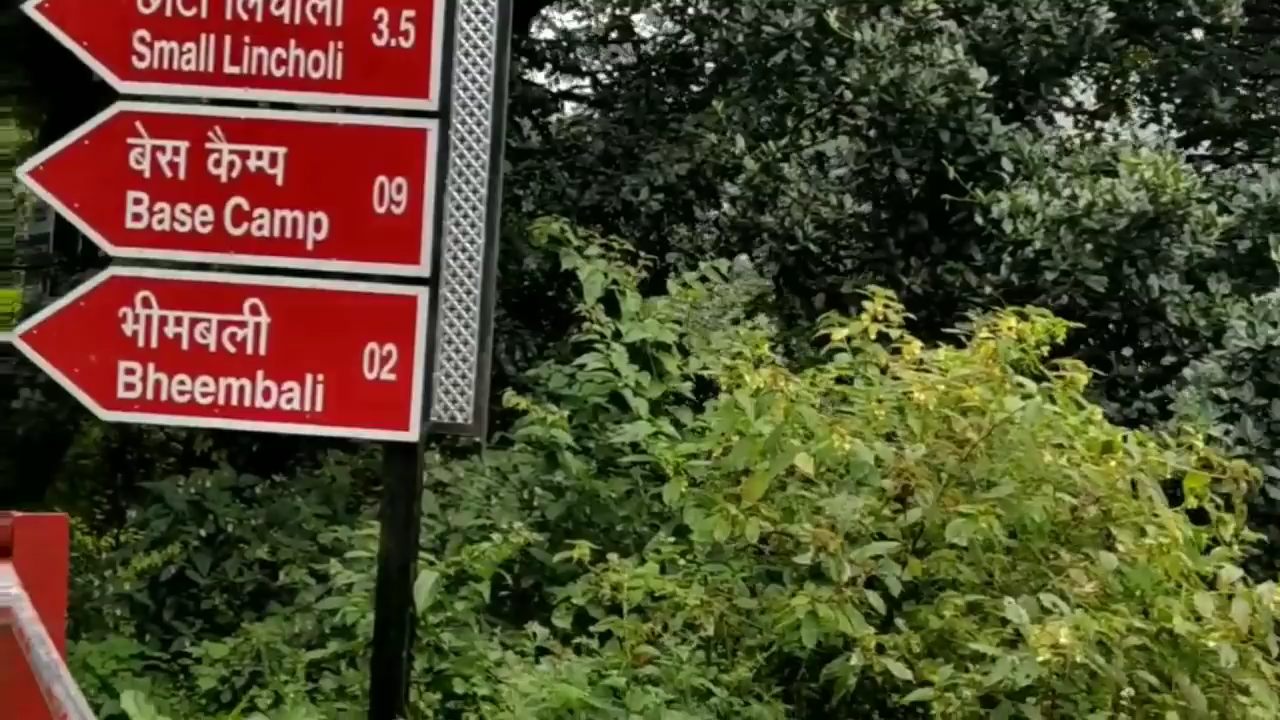 छोटी लिंचोली
Small Lincholi
3.5
बेस कैम्प
Base Camp
09
भीमबली
Bheembali
02